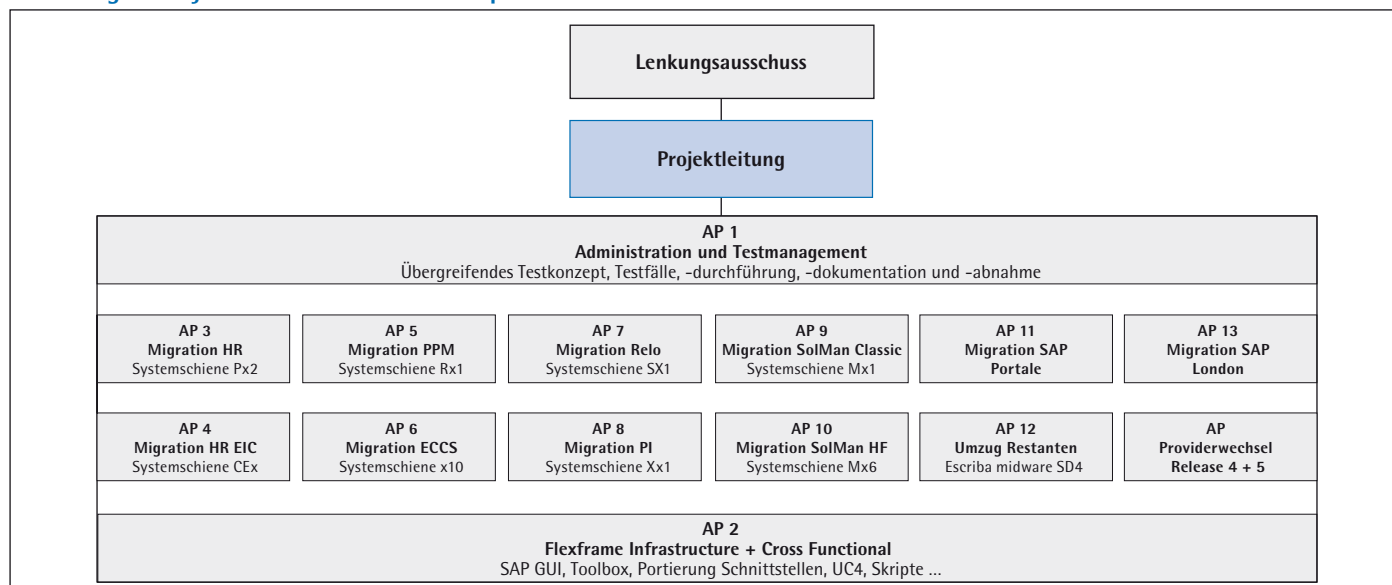 Lenkungsausschuss
Projektleitung
AP 1
Administration und Testmanagement
Übergreifendes Testkonzept, Testfälle, -durchführung, -dokumentation und -abnahme
AP 3
Migration HR
Systemschiene Px2
AP 5
Migration PPM
Systemschiene Rx1
AP 7
Migration Relo
Systemschiene SX1
AP 9
Migration SolMan Classic
Systemschiene Mx1
AP 11
Migration SAP
Portale
AP 13
Migration SAP
London
AP 4
Migration HR EIC
Systemschiene CEx
AP 6
Migration ECCS
Systemschiene x10
AP 8
Migration PI
Systemschiene Xx1
AP 10
Migration SolMan HF
Systemschiene Mx6
AP 12
Umzug Restanten
Escriba midware SD4
AP
Providerwechsel
Release 4 + 5
AP 2
Flexframe Infrastructure + Cross Functional
SAP GUI, Toolbox, Portierung Schnittstellen, UC4, Skripte ...